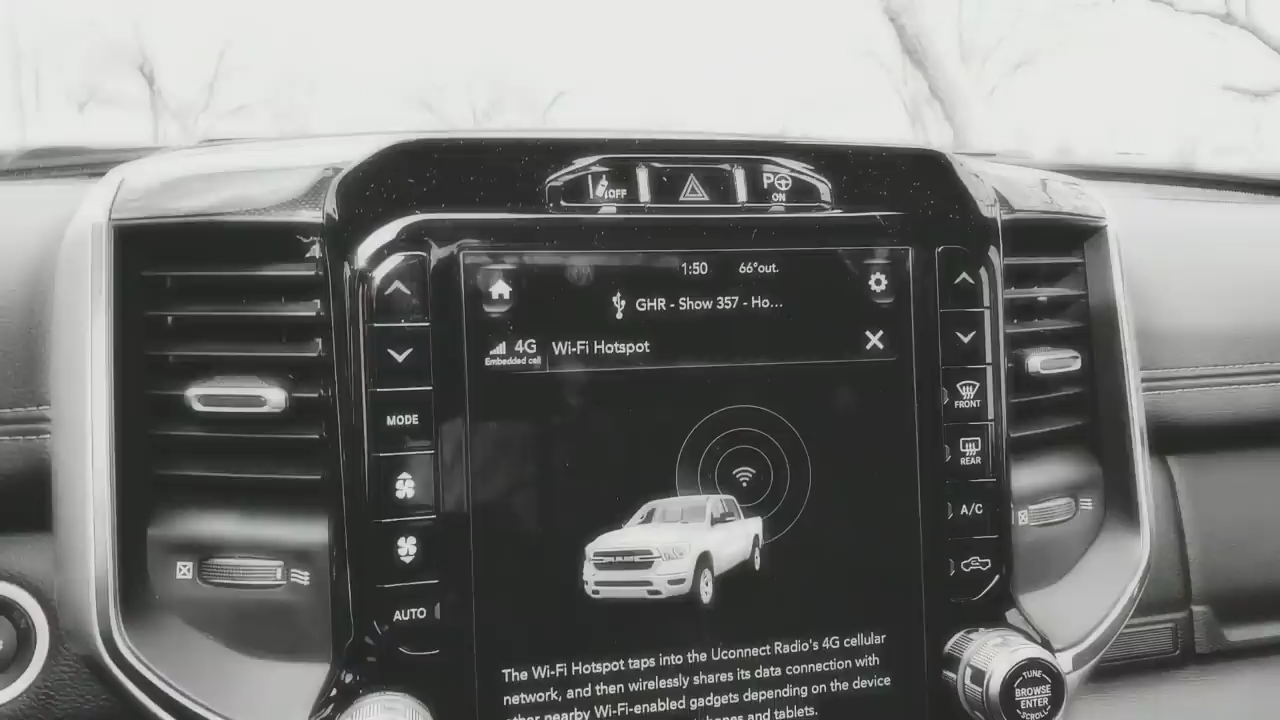 OFF
P
ON
1:50 66°out.
GHR - Show 357 - Ho...
4G Wi-Fi Hotspot
Embedded cell
MODE
AUTO
FRONT
REAR
A/C
The Wi-Fi Hotspot taps into the Uconnect Radio's 4G cellular
network, and then wirelessly shares its data connection with
other nearby Wi-Fi-enabled gadgets depending on the device
and tablets.
TUNE
BROWSE
ENTER
SCROLL